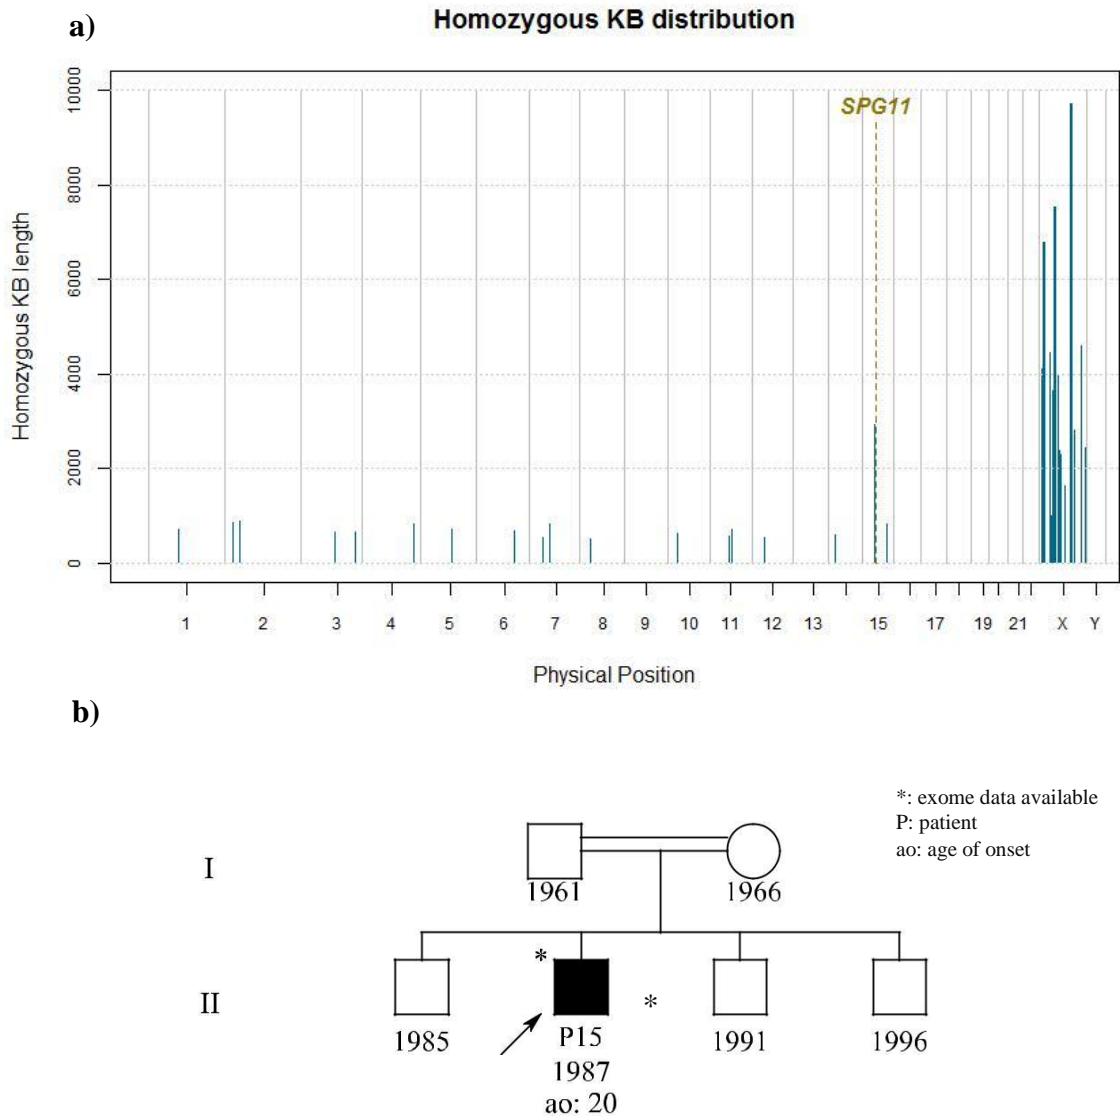 a)
Homozygous KB distribution
Homozygous KB length
10000
8000
6000
4000
2000
0
SPG11
1 2 3 4 5 6 7 8 9 10 11 12 13 15 17 19 21 X Y
Physical Position
b)
*: exome data available
P: patient
ao: age of onset
I
1961 1966
* *
II
1985 P15 1991 1996
1987
ao: 20